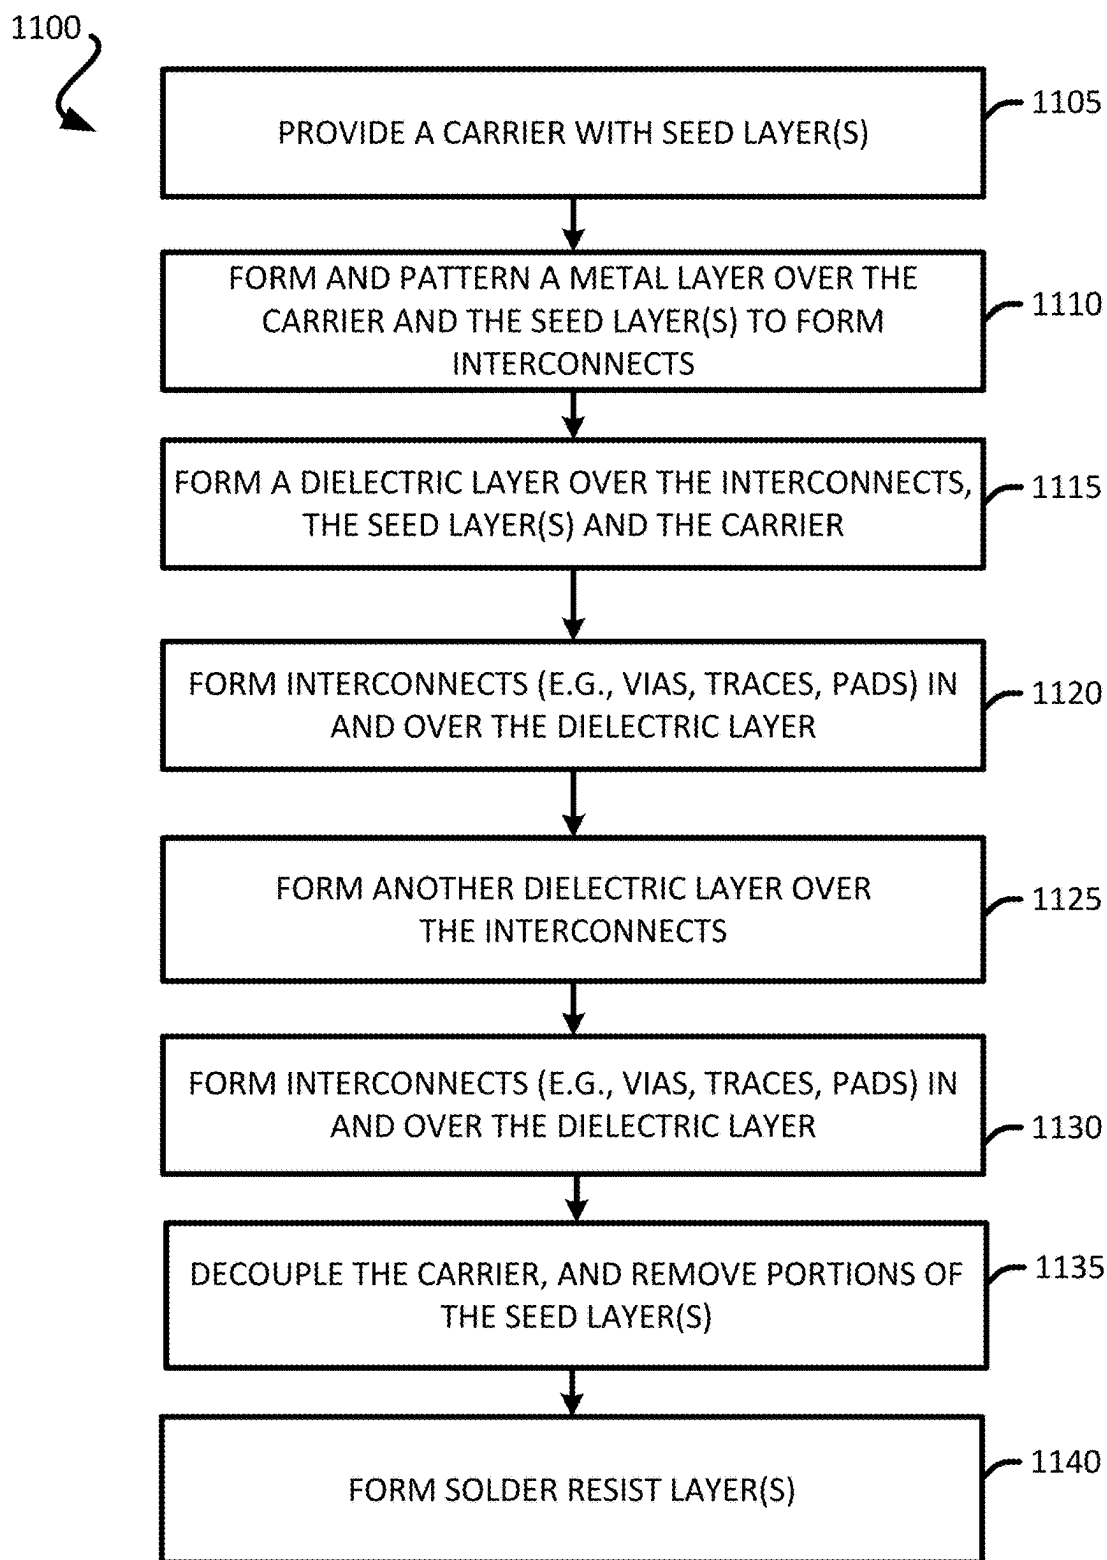 1100
PROVIDE A CARRIER WITH SEED LAYER(S)
1105
FORM AND PATTERN A METAL LAYER OVER THE
CARRIER AND THE SEED LAYER(S) TO FORM
INTERCONNECTS
1110
FORM A DIELECTRIC LAYER OVER THE INTERCONNECTS,
THE SEED LAYER(S) AND THE CARRIER
1115
FORM INTERCONNECTS (E.G., VIAS, TRACES, PADS) IN
AND OVER THE DIELECTRIC LAYER
1120
FORM ANOTHER DIELECTRIC LAYER OVER
THE INTERCONNECTS
1125
FORM INTERCONNECTS (E.G., VIAS, TRACES, PADS) IN
AND OVER THE DIELECTRIC LAYER
1130
DECOUPLE THE CARRIER, AND REMOVE PORTIONS OF
THE SEED LAYER(S)
1135
FORM SOLDER RESIST LAYER(S)
1140